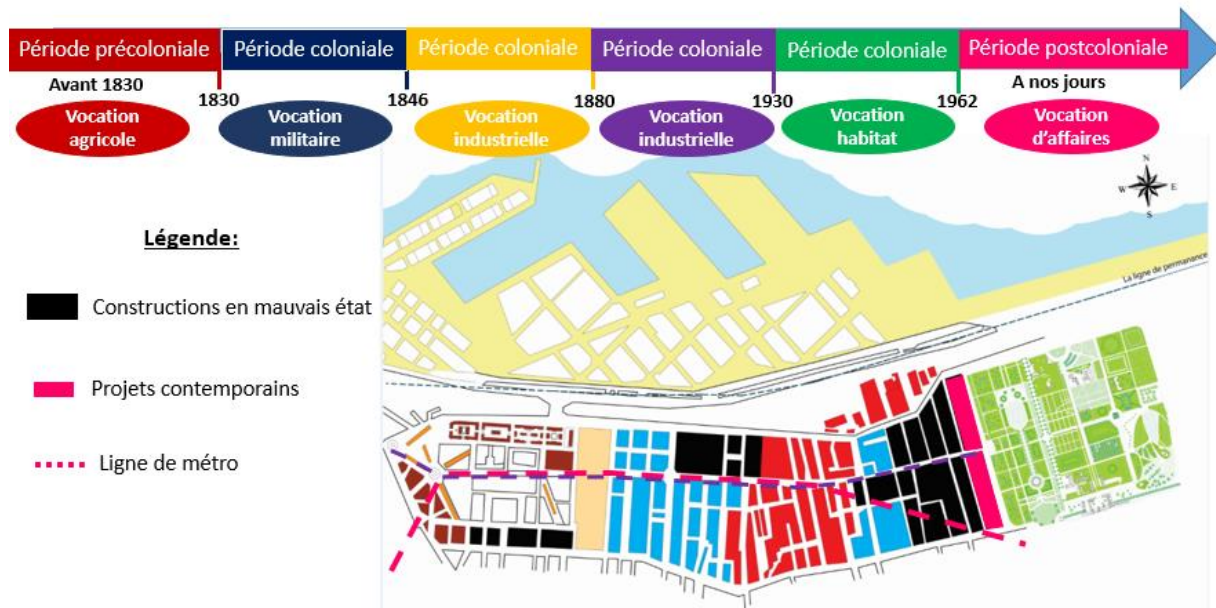 Période précoloniale
Période coloniale
Période coloniale
Période coloniale
Période coloniale
Période postcoloniale
Avant 1830
1830
1846
1880
1930
1962
A nos jours
Vocation
agricole
Vocation
militaire
Vocation
industrielle
Vocation
industrielle
Vocation
habitat
Vocation
d'affaires
N
W
E
S
Légende:
La ligne de permanance
Constructions en mauvais état
Projets contemporains
Ligne de métro